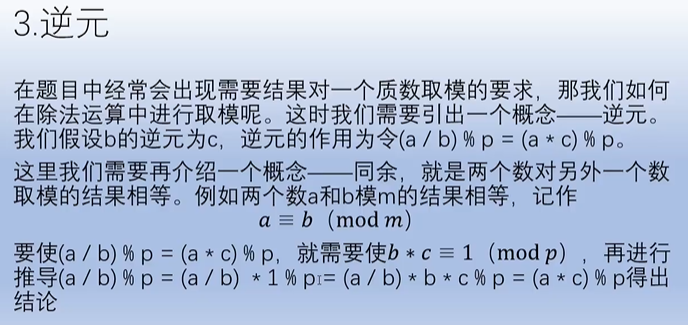 3.逆元
在题目中经常会出现需要结果对一个质数取模的要求，那我们如何
在除法运算中进行取模呢。这时我们需要引出一个概念——逆元。
我们假设b的逆元为c，逆元的作用为令(a / b) % p = (a * c) % p。
这里我们需要再介绍一个概念——同余，就是两个数对另外一个数
取模的结果相等。例如两个数a和b模m的结果相等，记作
a ≡ b（mod m）
要使(a / b) % p = (a * c) % p，就需要使b * c ≡ 1（mod p），再进行
推导(a / b) % p = (a / b) * 1 % p = (a / b) * b * c % p = (a * c) % p得出
结论